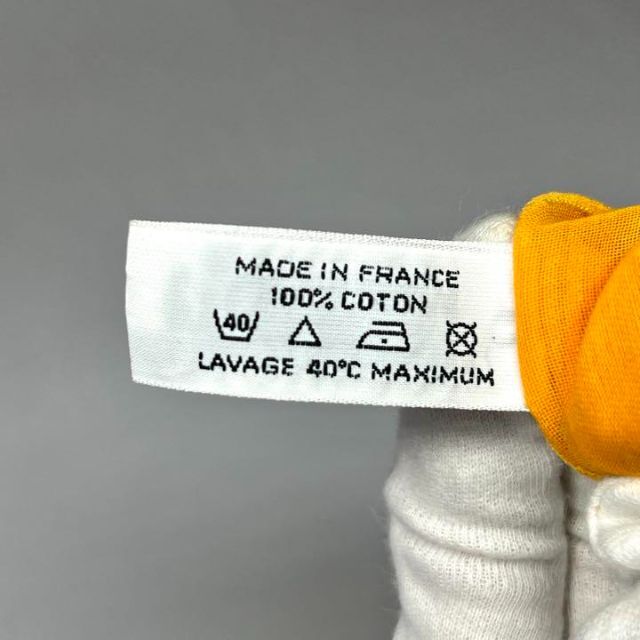 MADE IN FRANCE
100% COTON
40
LAVAGE 40°C MAXIMUM